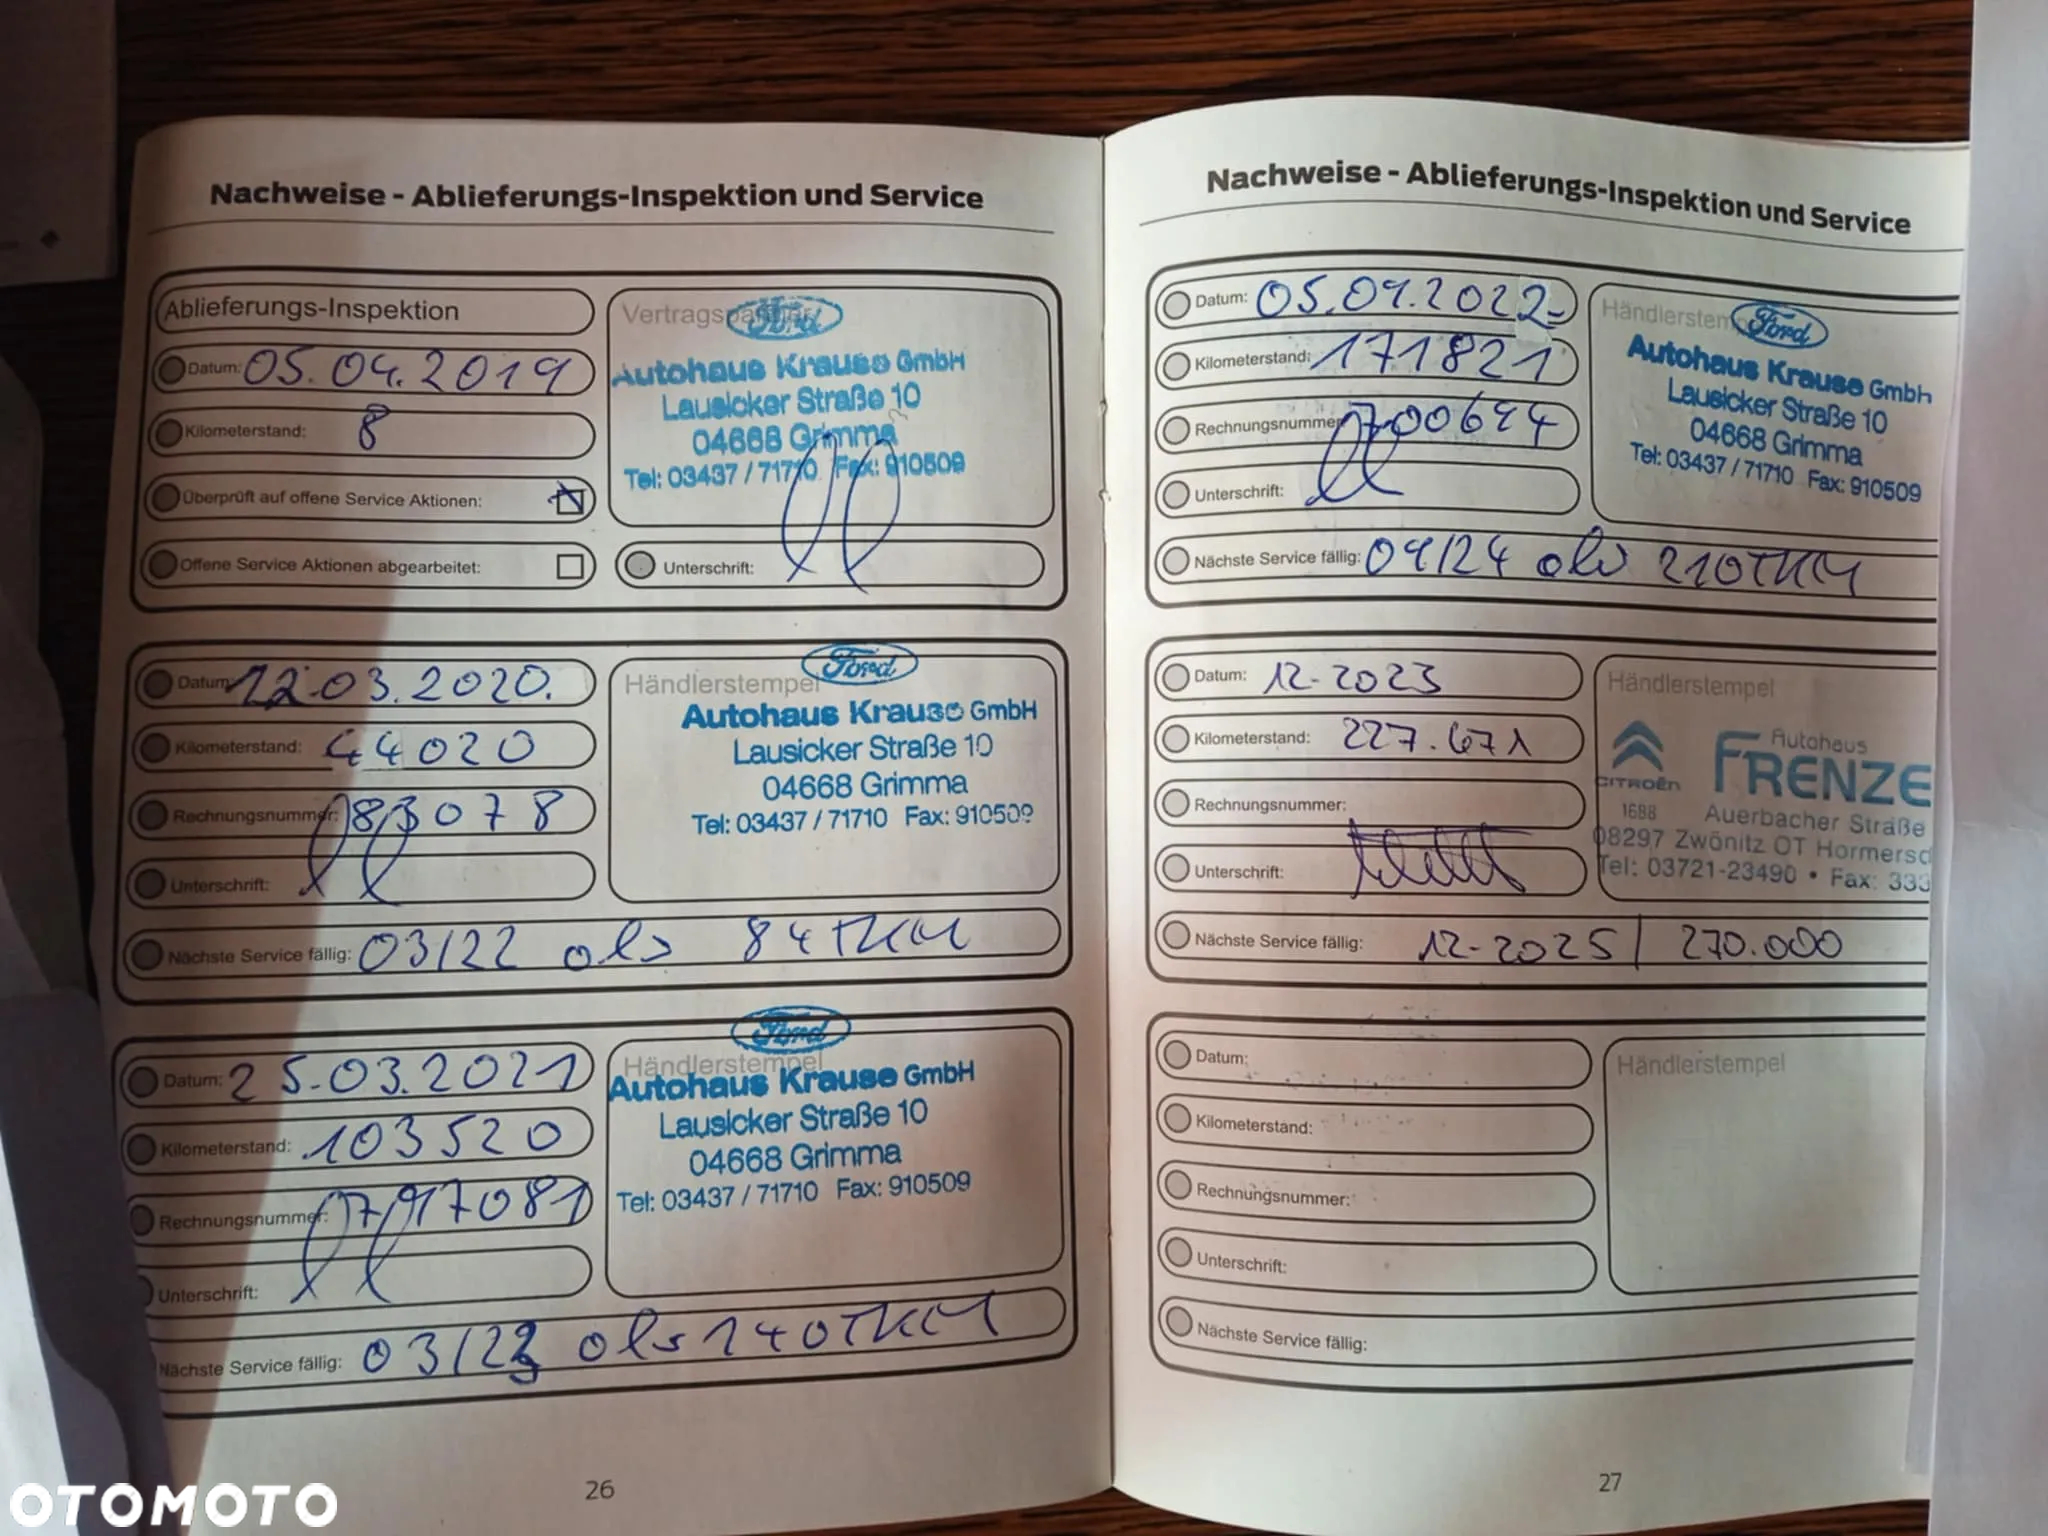 Nachweise - Ablieferungs-Inspektion und Service
Ablieferungs-Inspektion
Datum: 05.04.2019
Kilometerstand: 8
Überprüft auf offene Service Aktionen:
Offene Service Aktionen abgearbeitet:
Vertragspartner
Ford
Autohaus Krause GmbH
Lausicker Straße 10
04668 Grimma
Tel: 03437 / 71710 Fax: 910509
Unterschrift:
Datum: 12.03.2020.
Kilometerstand: 44020
Rechnungsnummer: 83078
Unterschrift:
Nächste Service fällig: 03/22 ols 84TKM
Händlerstempel
Ford
Autohaus Krause GmbH
Lausicker Straße 10
04668 Grimma
Tel: 03437 / 71710 Fax: 910509
Datum: 25.03.2021
Kilometerstand: 103520
Rechnungsnummer: 7917081
Unterschrift:
Nächste Service fällig: 03/23 ols 140TKM
Händlerstempel
Ford
Autohaus Krause GmbH
Lausicker Straße 10
04668 Grimma
Tel: 03437 / 71710 Fax: 910509
26
Nachweise - Ablieferungs-Inspektion und Service
Datum: 05.04.2022
Kilometerstand: 171821
Rechnungsnummer: 700694
Unterschrift:
Nächste Service fällig: 04/24 ols 210TKM
Händlerstempel
Ford
Autohaus Krause GmbH
Lausicker Straße 10
04668 Grimma
Tel: 03437 / 71710 Fax: 910509
Datum: 12-2023
Kilometerstand: 227.671
Rechnungsnummer:
Unterschrift:
Nächste Service fällig: 12-2025 / 270.000
Händlerstempel
CITROËN
1688
Autohaus
FRENZE
Auerbacher Straße
08297 Zwönitz OT Hormersd
Tel: 03721-23490 • Fax: 333
Datum:
Kilometerstand:
Rechnungsnummer:
Unterschrift:
Nächste Service fällig:
Händlerstempel
27
OTOMOTO